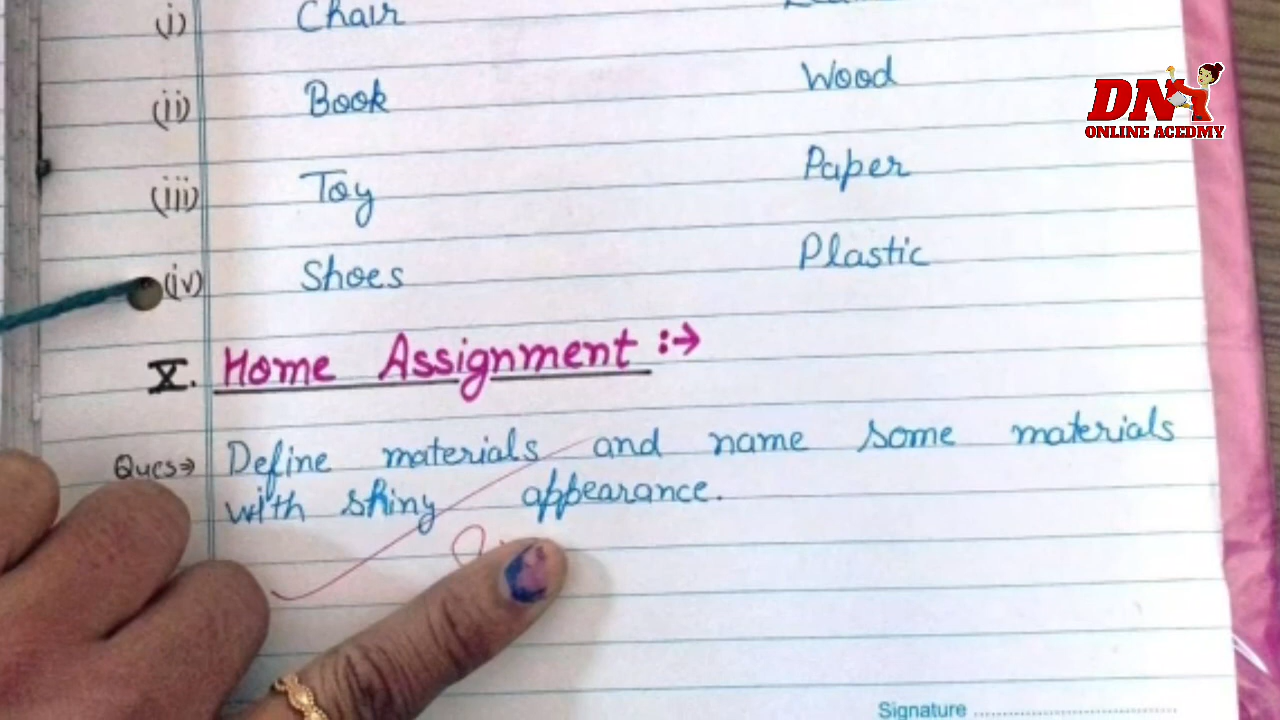 (i) Chair
(ii) Book Wood
(iii) Toy Paper
(iv) Shoes Plastic
X. Home Assignment :→
Ques⇒ Define materials and name some materials
with shiny appearance.
Signature
DN
ONLINE ACEDMY